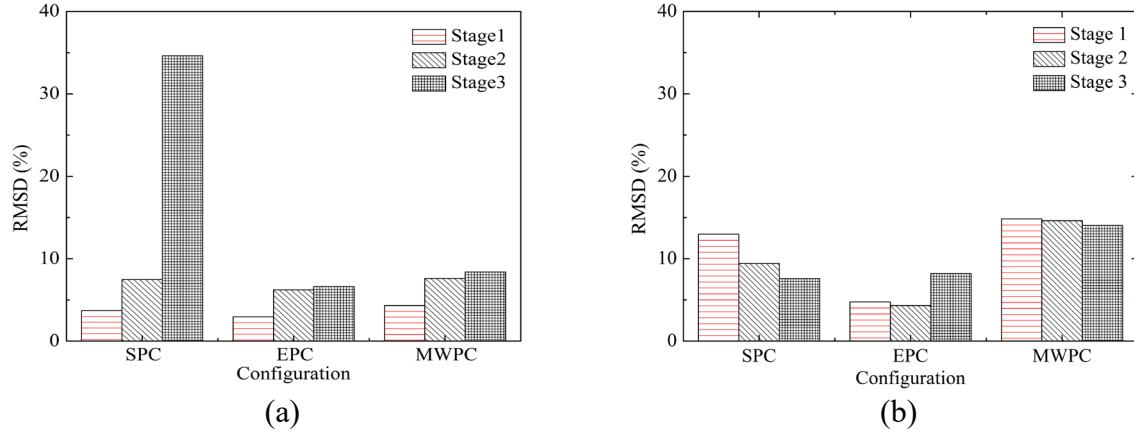 40
30
20
10
0
RMSD (%)
Stage1
Stage2
Stage3
SPC
EPC
MWPC
Configuration
(a)
40
30
20
10
0
RMSD (%)
Stage 1
Stage 2
Stage 3
SPC
EPC
MWPC
Configuration
(b)